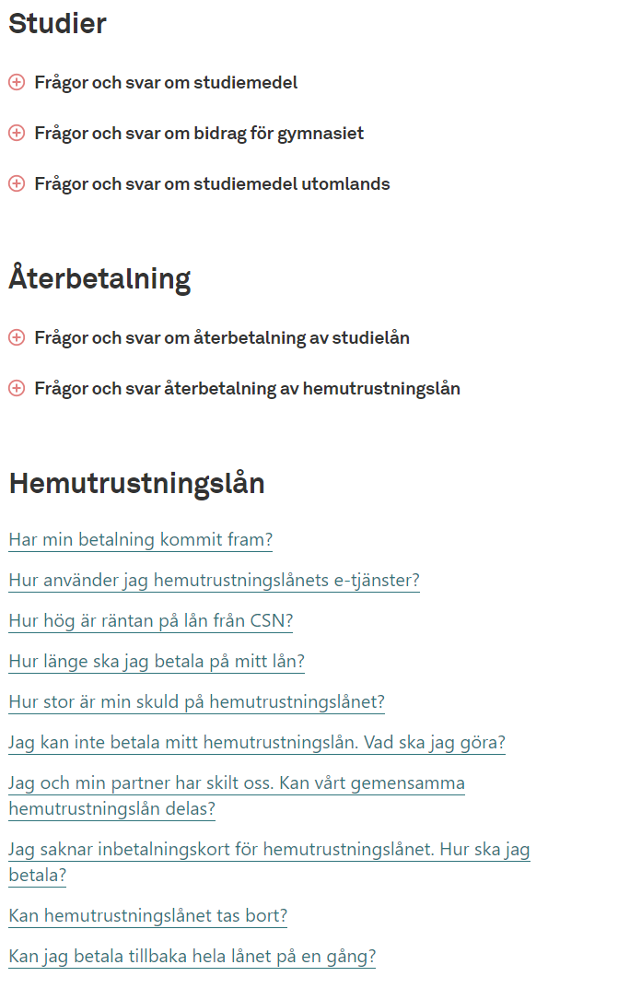 Studier
Frågor och svar om studiemedel
Frågor och svar om bidrag för gymnasiet
Frågor och svar om studiemedel utomlands
Återbetalning
Frågor och svar om återbetalning av studielån
Frågor och svar återbetalning av hemutrustningslån
Hemutrustningslån
Har min betalning kommit fram?
Hur använder jag hemutrustningslånets e-tjänster?
Hur hög är räntan på lån från CSN?
Hur länge ska jag betala på mitt lån?
Hur stor är min skuld på hemutrustningslånet?
Jag kan inte betala mitt hemutrustningslån. Vad ska jag göra?
Jag och min partner har skilt oss. Kan vårt gemensamma
hemutrustningslån delas?
Jag saknar inbetalningskort för hemutrustningslånet. Hur ska jag
betala?
Kan hemutrustningslånet tas bort?
Kan jag betala tillbaka hela lånet på en gång?